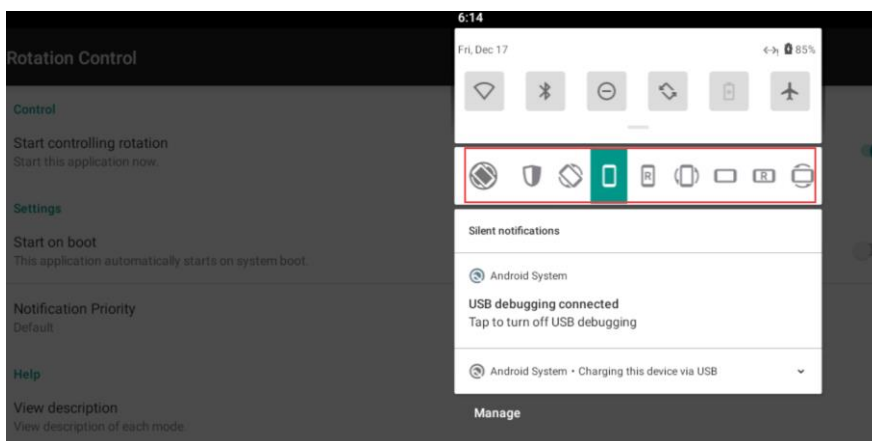 6:14
Rotation Control
Control
Start controlling rotation
Start this application now.
Settings
Start on boot
This application automatically starts on system boot.
Notification Priority
Default
Help
View description
View description of each mode.
Fri, Dec 17
85%
R
R
Silent notifications
Android System
USB debugging connected
Tap to turn off USB debugging
Android System • Charging this device via USB
Manage